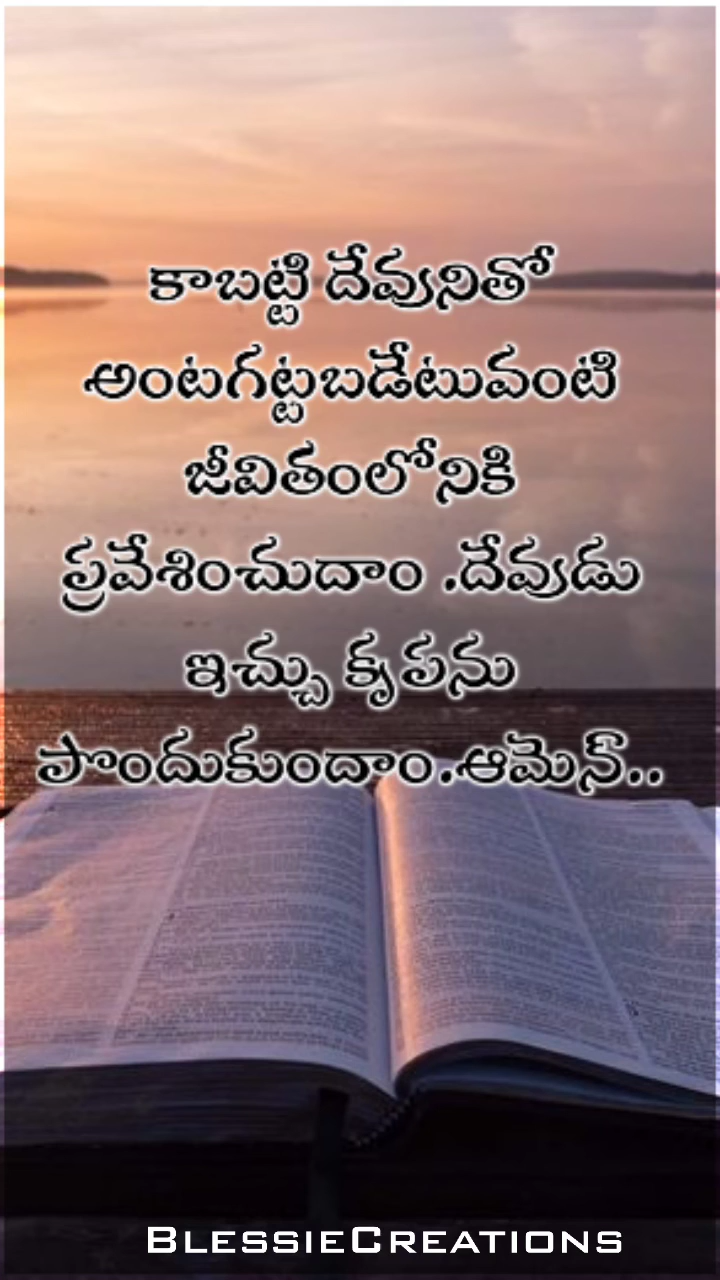 కాబట్టి దేవునితో
అంటగట్టబడేటువంటి
జీవితంలోనికి
ప్రవేశించుదాం .దేవుడు
ఇచ్చు కృపను
పొందుకుందాం.ఆమెన్..
BLESSIECREATIONS